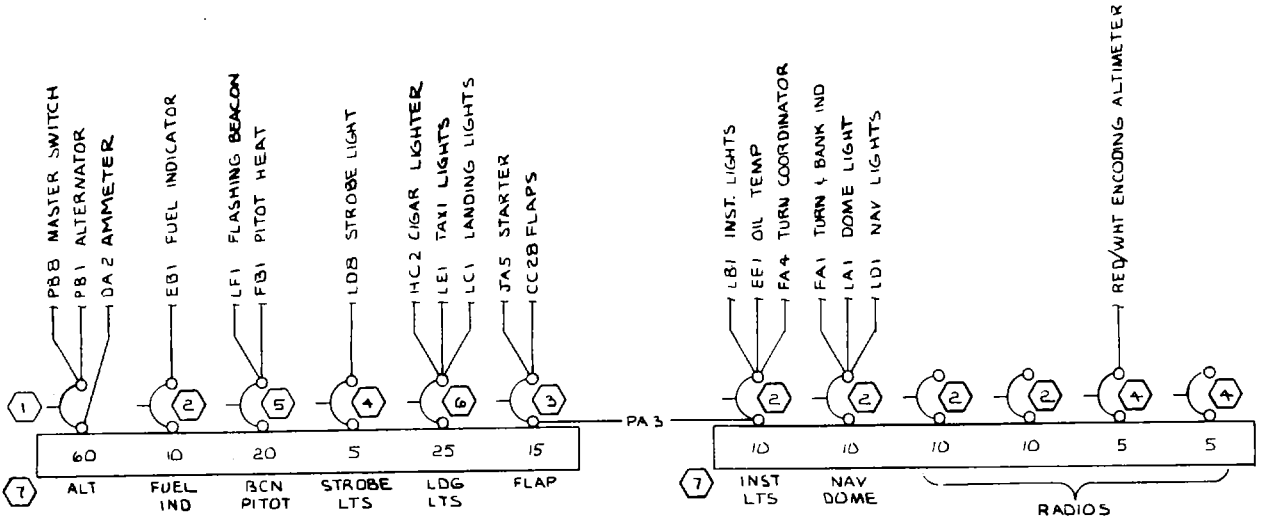 PB8 MASTER SWITCH
PB1 ALTERNATOR
DA2 AMMETER
EB1 FUEL INDICATOR
LF1 FLASHING BEACON
FB1 PITOT HEAT
LD8 STROBE LIGHT
HC2 CIGAR LIGHTER
LE1 TAXI LIGHTS
LC1 LANDING LIGHTS
JA5 STARTER
CC28 FLAPS
LB1 INST. LIGHTS
EE1 OIL TEMP
FA4 TURN COORDINATOR
FA1 TURN & BANK IND
LA1 DOME LIGHT
LD1 NAV LIGHTS
RED/WHT ENCODING ALTIMETER
1 2 5 4 6 3 2 2 2 2 4 4
PA3
60 10 20 5 25 15 10 10 10 10 5 5
7 ALT FUEL IND BCN PITOT STROBE LTS LDG LTS FLAP
7 INST LTS NAV DOME RADIOS